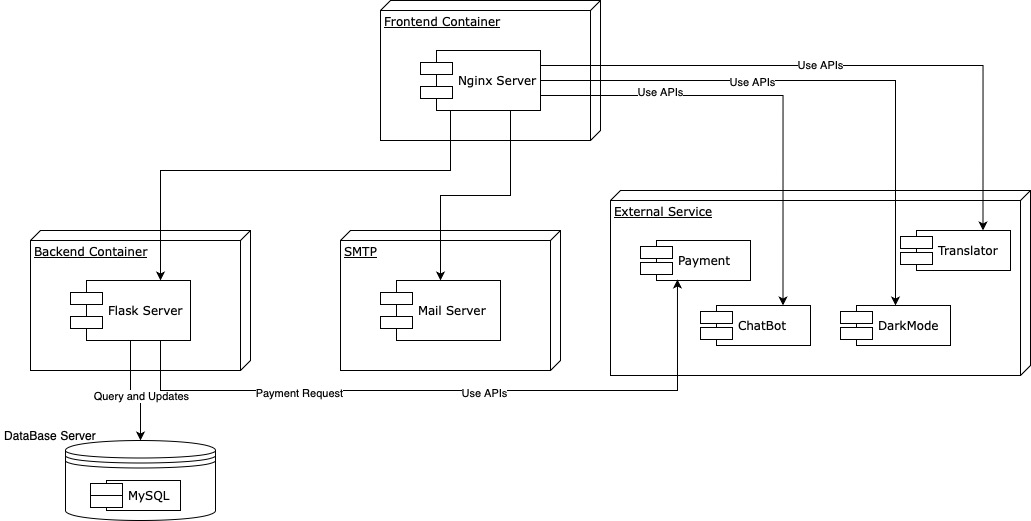 Frontend Container
Nginx Server
Use APIs
Use APIs
Use APIs
External Service
Backend Container
SMTP
Translator
Payment
Flask Server
Mail Server
ChatBot
DarkMode
Query and Updates
Payment Request
Use APIs
DataBase Server
MySQL